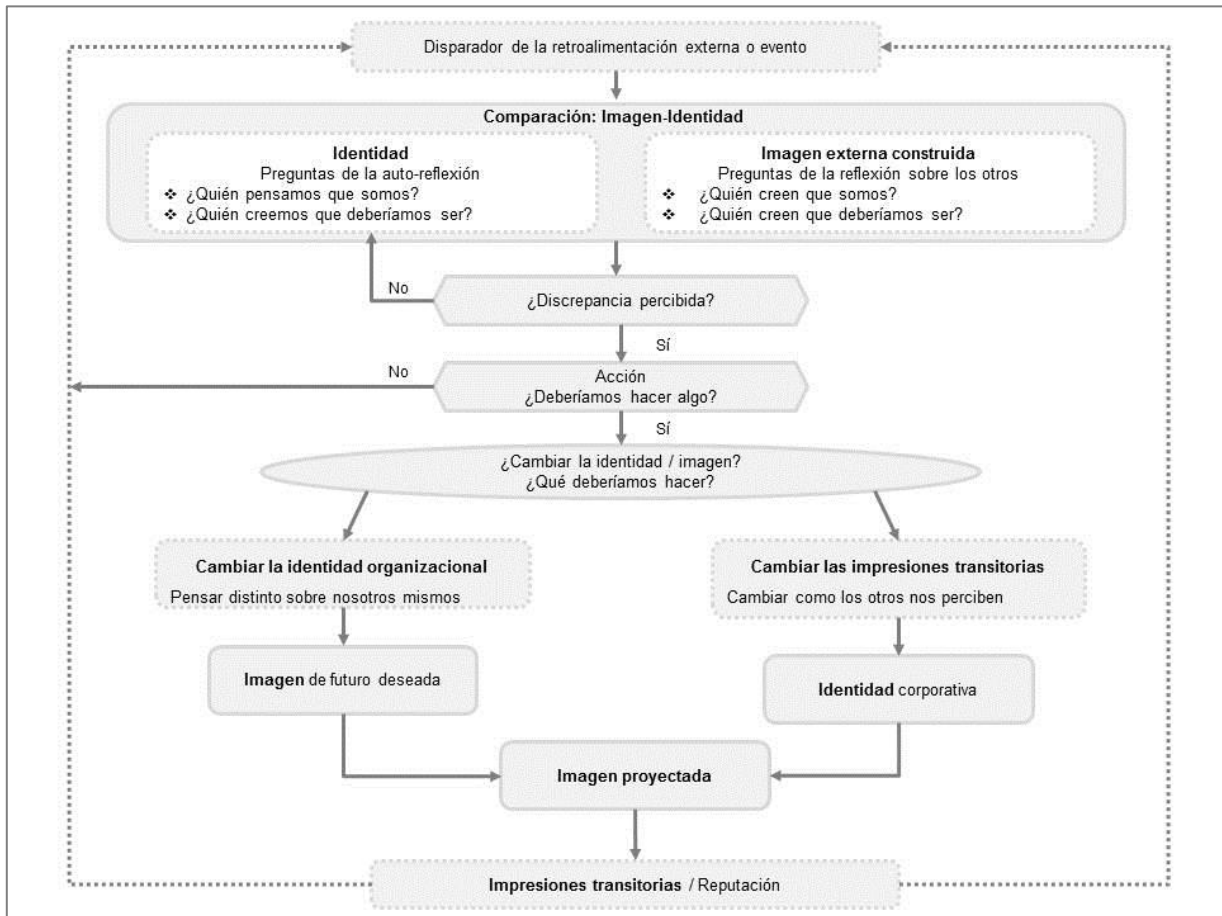 Disparador de la retroalimentación externa o evento
Comparación: Imagen-Identidad
Identidad
Preguntas de la auto-reflexión
❖ ¿Quién pensamos que somos?
❖ ¿Quién creemos que deberíamos ser?
Imagen externa construida
Preguntas de la reflexión sobre los otros
❖ ¿Quién creen que somos?
❖ ¿Quién creen que deberíamos ser?
No
¿Discrepancia percibida?
Sí
No
Acción
¿Deberíamos hacer algo?
Sí
¿Cambiar la identidad / imagen?
¿Qué deberíamos hacer?
Cambiar la identidad organizacional
Pensar distinto sobre nosotros mismos
Cambiar las impresiones transitorias
Cambiar como los otros nos perciben
Imagen de futuro deseada
Identidad corporativa
Imagen proyectada
Impresiones transitorias / Reputación